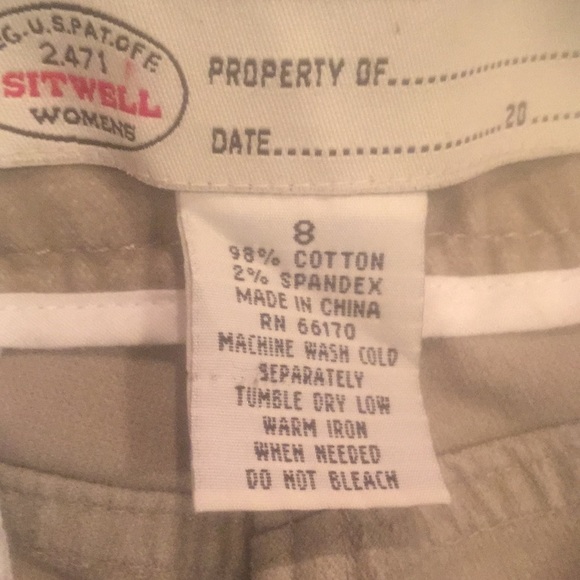 G. U.S. PAT. OFF.
2.471
SITWELL
WOMENS
PROPERTY OF
DATE 20
8
98% COTTON
2% SPANDEX
MADE IN CHINA
RN 66170
MACHINE WASH COLD
SEPARATELY
TUMBLE DRY LOW
WARM IRON
WHEN NEEDED
DO NOT BLEACH